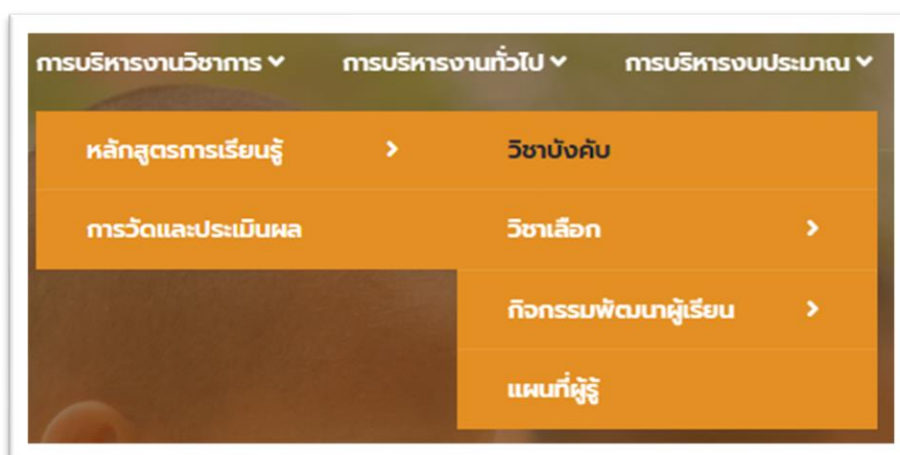 การบริหารงานวิชาการ การบริหารงานทั่วไป การบริหารงบประมาณ
หลักสูตรการเรียนรู้ วิชาบังคับ
การวัดและประเมินผล วิชาเลือก
กิจกรรมพัฒนาผู้เรียน
แผนที่ผู้รู้